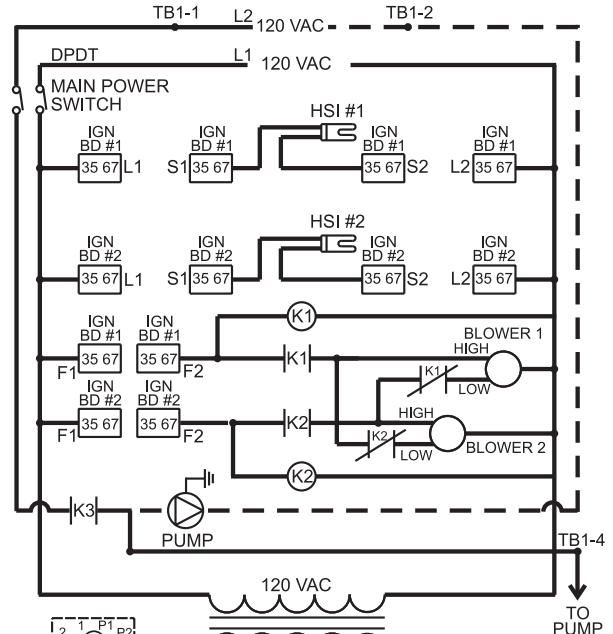 TB1-1 L2 120 VAC TB1-2
DPDT L1 120 VAC
MAIN POWER
SWITCH
HSI #1
IGN IGN IGN IGN
BD #1 BD #1 BD #1 BD #1
35 67 L1 S1 35 67 35 67 S2 L2 35 67
HSI #2
IGN IGN IGN IGN
BD #2 BD #2 BD #2 BD #2
35 67 L1 S1 35 67 35 67 S2 L2 35 67
K1
IGN IGN
BD #1 BD #1
BLOWER 1
35 67 35 67 K1 HIGH
F1 F2
K1
LOW
IGN IGN
BD #2 BD #2
HIGH
35 67 35 67 K2
F1 F2
K2
LOW
BLOWER 2
K2
K3
PUMP
TB1-4
120 VAC
TO
PUMP
2 1 P1 P2